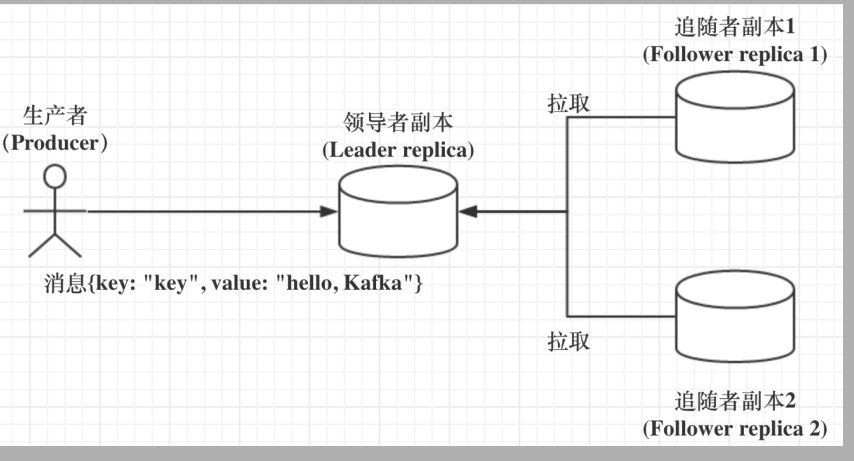 追随者副本1
(Follower replica 1)
拉取
生产者
(Producer)
领导者副本
(Leader replica)
消息{key: "key", value: "hello, Kafka"}
拉取
追随者副本2
(Follower replica 2)